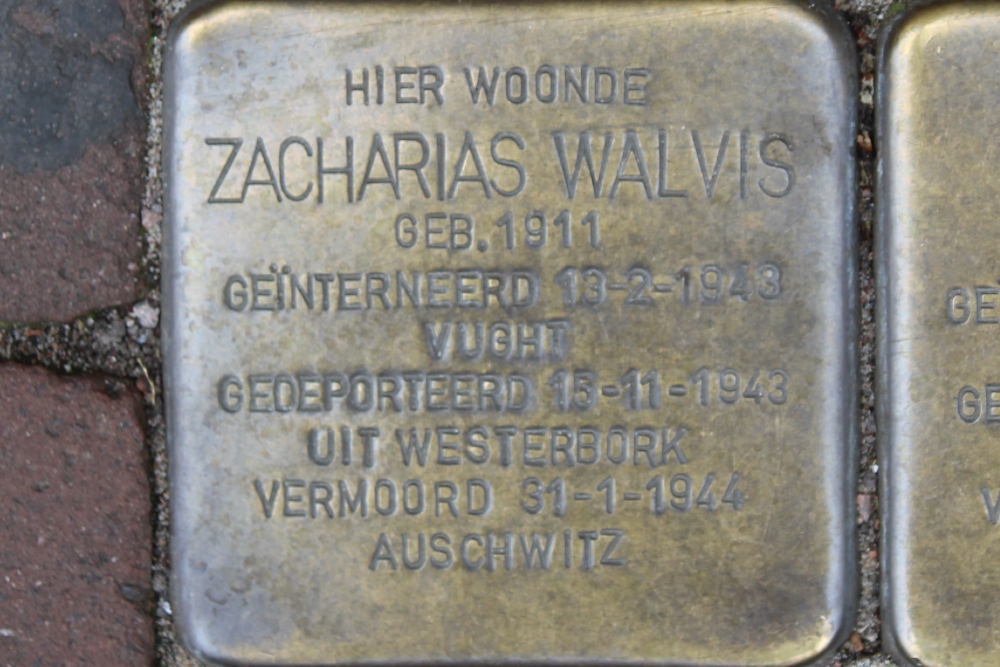 HIER WOONDE
ZACHARIAS WALVIS
GEB. 1911
GEÏNTERNEERD 13-2-1943
VUGHT
GEDEPORTEERD 15-11-1943
UIT WESTERBORK
VERMOORD 31-1-1944
AUSCHWITZ